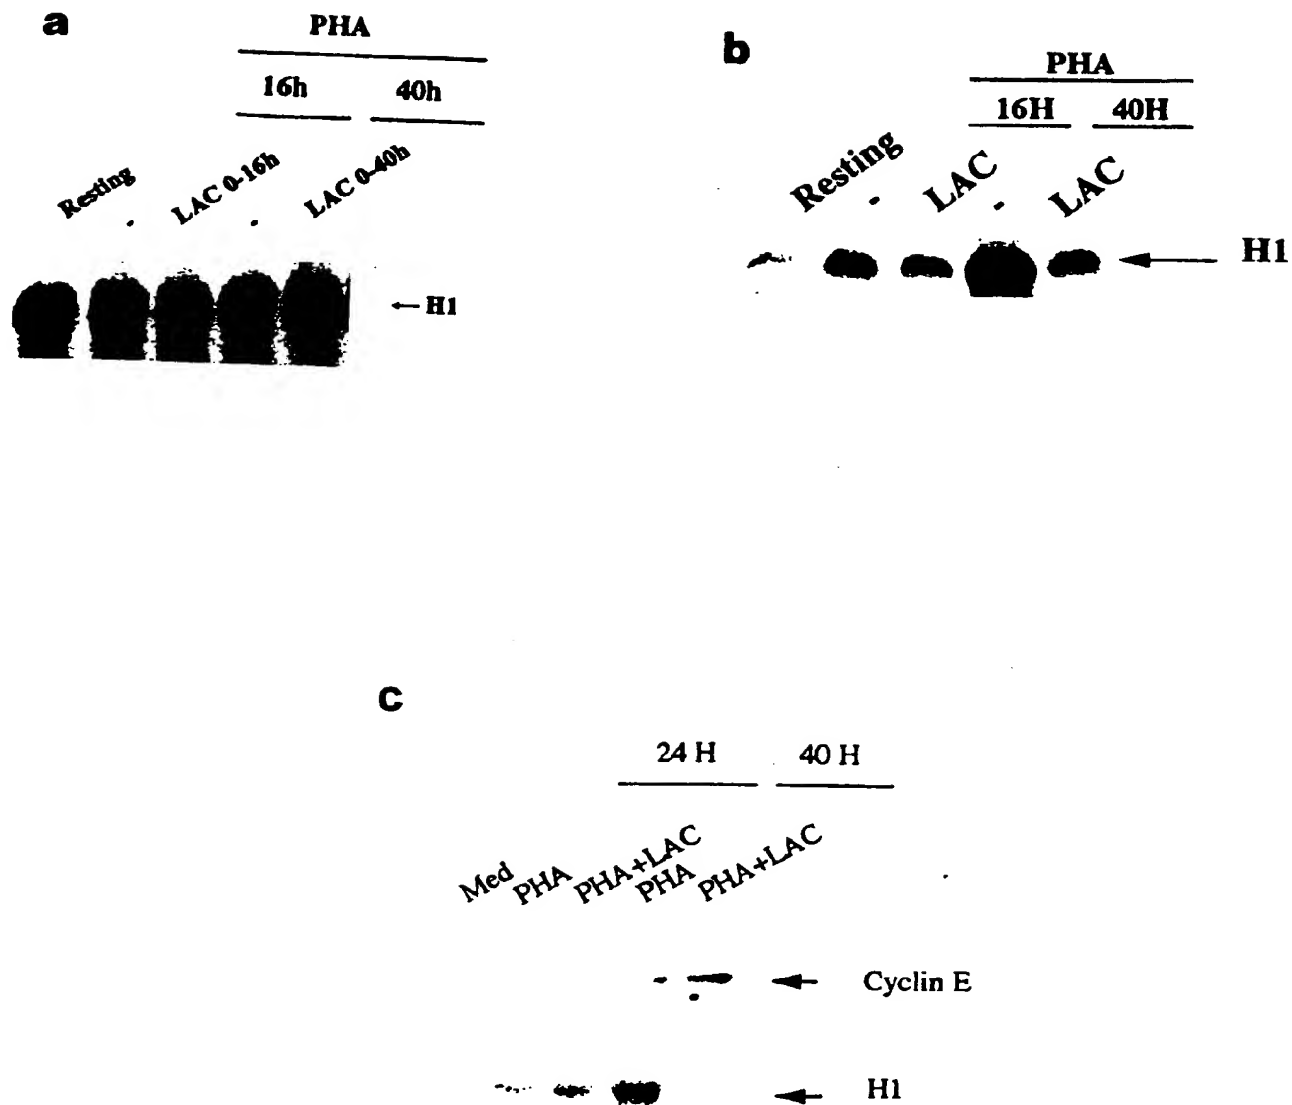 a
PHA
16h 40h
Resting - LAC 0-16h - LAC 0-40h
H1
b
PHA
16H 40H
Resting - LAC - LAC
H1
c
24 H 40 H
Med PHA PHA+LAC PHA PHA+LAC
Cyclin E
H1